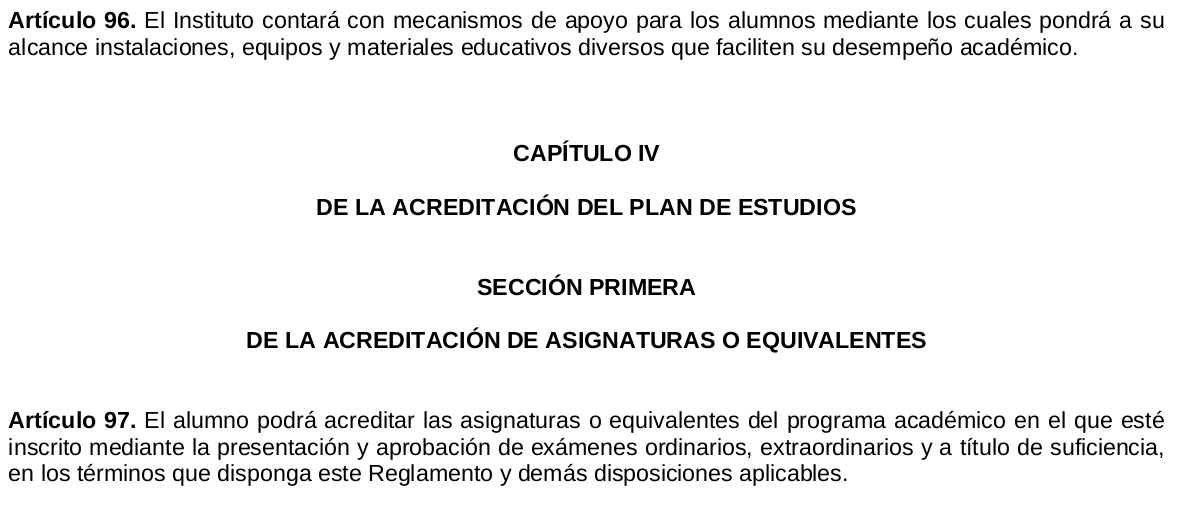 Artículo 96. El Instituto contará con mecanismos de apoyo para los alumnos mediante los cuales pondrá a su
alcance instalaciones, equipos y materiales educativos diversos que faciliten su desempeño académico.
CAPÍTULO IV
DE LA ACREDITACIÓN DEL PLAN DE ESTUDIOS
SECCIÓN PRIMERA
DE LA ACREDITACIÓN DE ASIGNATURAS O EQUIVALENTES
Artículo 97. El alumno podrá acreditar las asignaturas o equivalentes del programa académico en el que esté
inscrito mediante la presentación y aprobación de exámenes ordinarios, extraordinarios y a título de suficiencia,
en los términos que disponga este Reglamento y demás disposiciones aplicables.